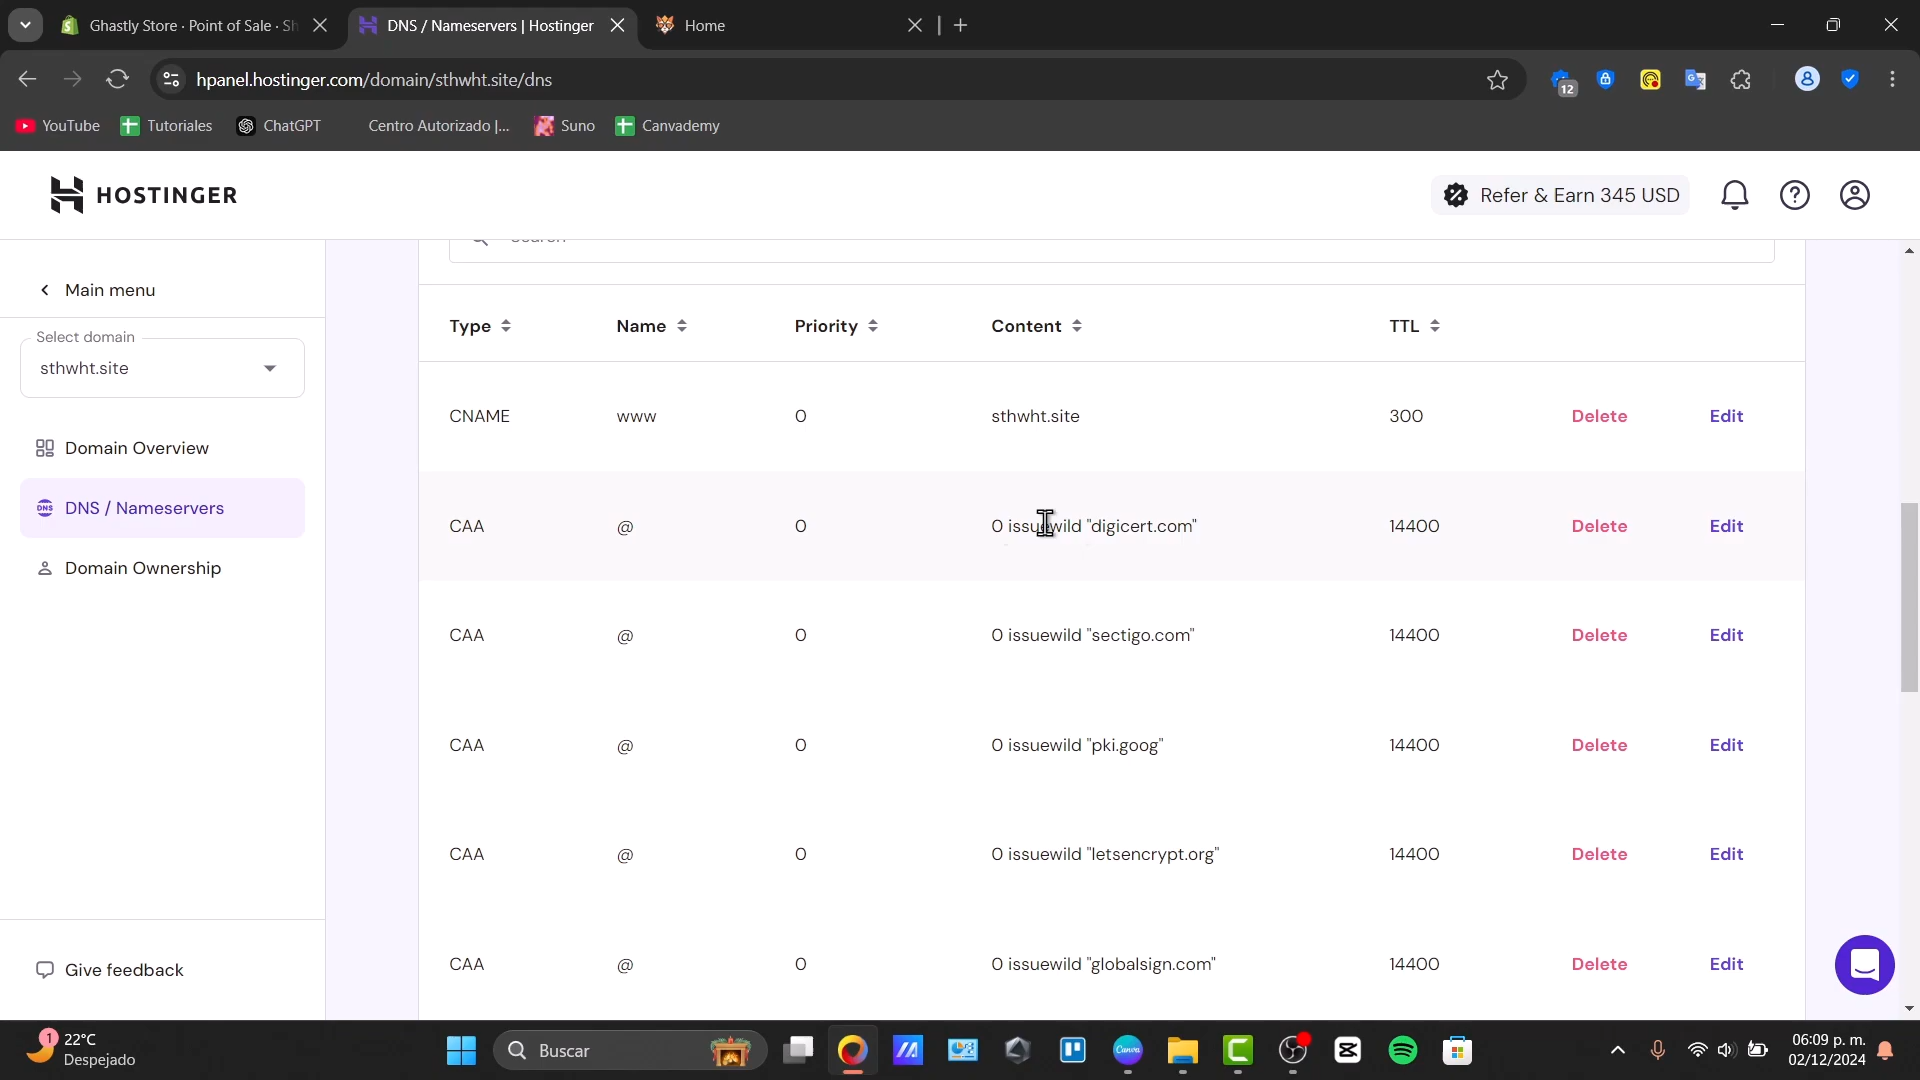 Ghastly Store · Point of Sale · Sh
DNS / Nameservers | Hostinger
Home
hpanel.hostinger.com/domain/sthwht.site/dns
12
YouTube
Tutoriales
ChatGPT
Centro Autorizado |...
Suno
Canvademy
HOSTINGER
Refer & Earn 345 USD
Main menu
Select domain
sthwht.site
Domain Overview
DNS / Nameservers
Domain Ownership
Give feedback
Search
Type Name Priority Content TTL
CNAME www 0 sthwht.site 300 Delete Edit
CAA @ 0 0 issuewild "digicert.com" 14400 Delete Edit
CAA @ 0 0 issuewild "sectigo.com" 14400 Delete Edit
CAA @ 0 0 issuewild "pki.goog" 14400 Delete Edit
CAA @ 0 0 issuewild "letsencrypt.org" 14400 Delete Edit
CAA @ 0 0 issuewild "globalsign.com" 14400 Delete Edit
1
22°C
Despejado
Buscar
Canva
06:09 p. m.
02/12/2024